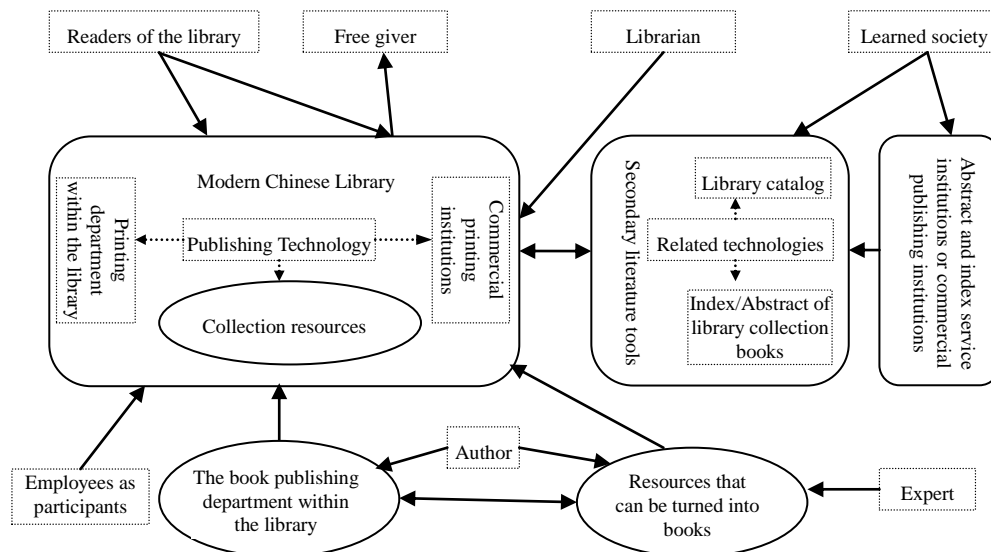 Readers of the library
Free giver
Librarian
Learned society
Modern Chinese Library
Printing
department
within the library
Publishing Technology
Commercial
printing
institutions
Collection resources
Secondary literature tools
Library catalog
Related technologies
Index/Abstract of
library collection
books
Abstract and index service
institutions or commercial
publishing institutions
Employees as
participants
The book publishing
department within
the library
Author
Resources that
can be turned into
books
Expert